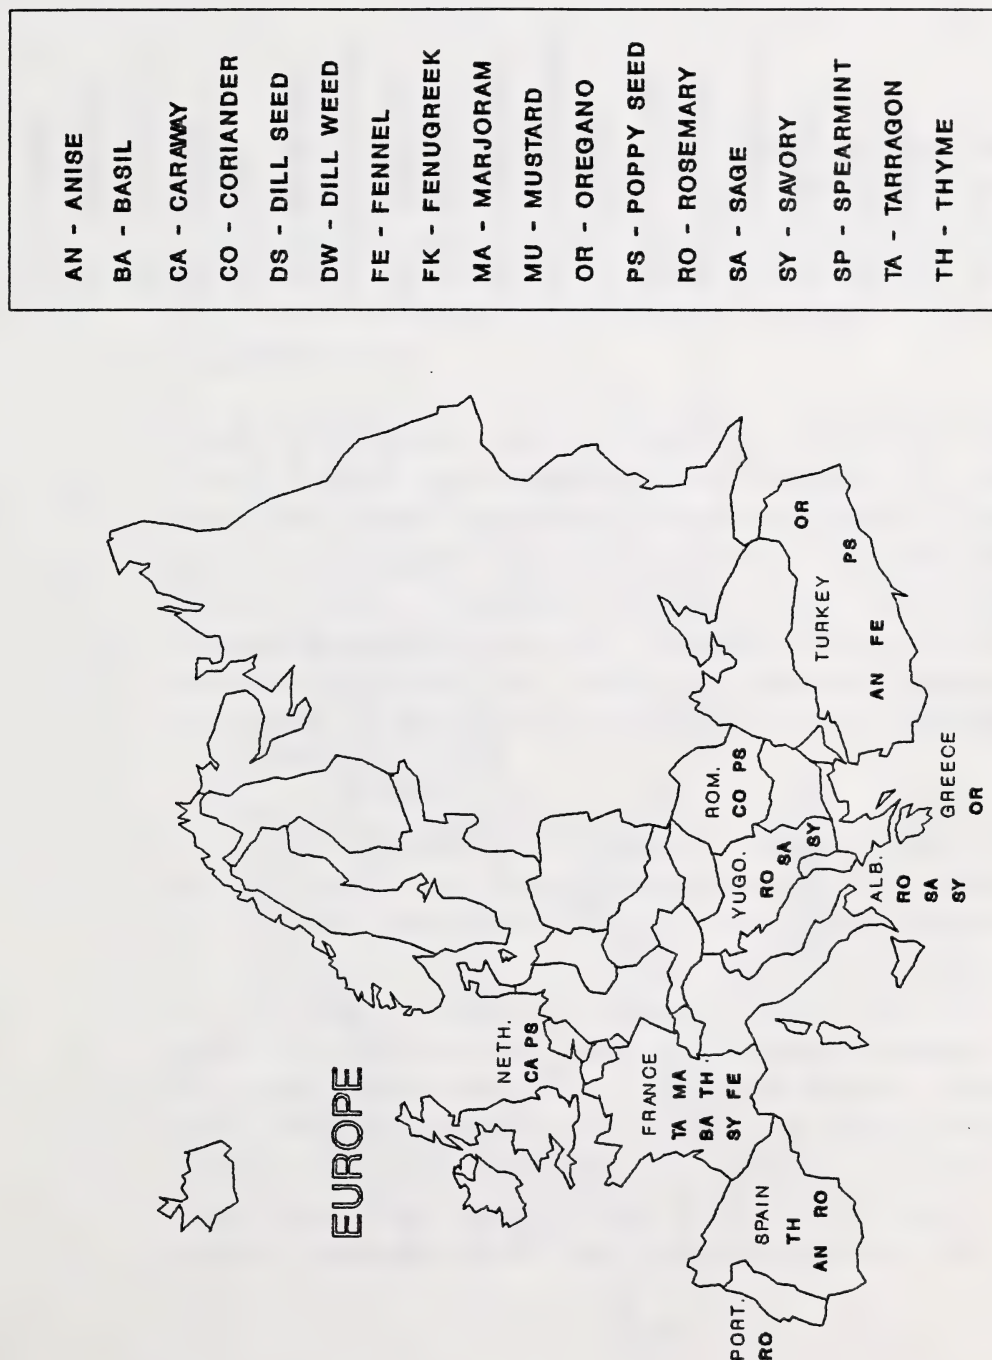 EUROPE
NETH.
CA PS
FRANCE
TA MA
BA TH
SY FE
SPAIN
TH
AN RO
PORT.
RO
YUGO.
RO SA
SY
ROM.
CO PS
ALB.
RO
SA
SY
GREECE
OR
TURKEY
OR
PS
AN FE
AN - ANISE
BA - BASIL
CA - CARAWAY
CO - CORIANDER
DS - DILL SEED
DW - DILL WEED
FE - FENNEL
FK - FENUGREEK
MA - MARJORAM
MU - MUSTARD
OR - OREGANO
PS - POPPY SEED
RO - ROSEMARY
SA - SAGE
SY - SAVORY
SP - SPEARMINT
TA - TARRAGON
TH - THYME